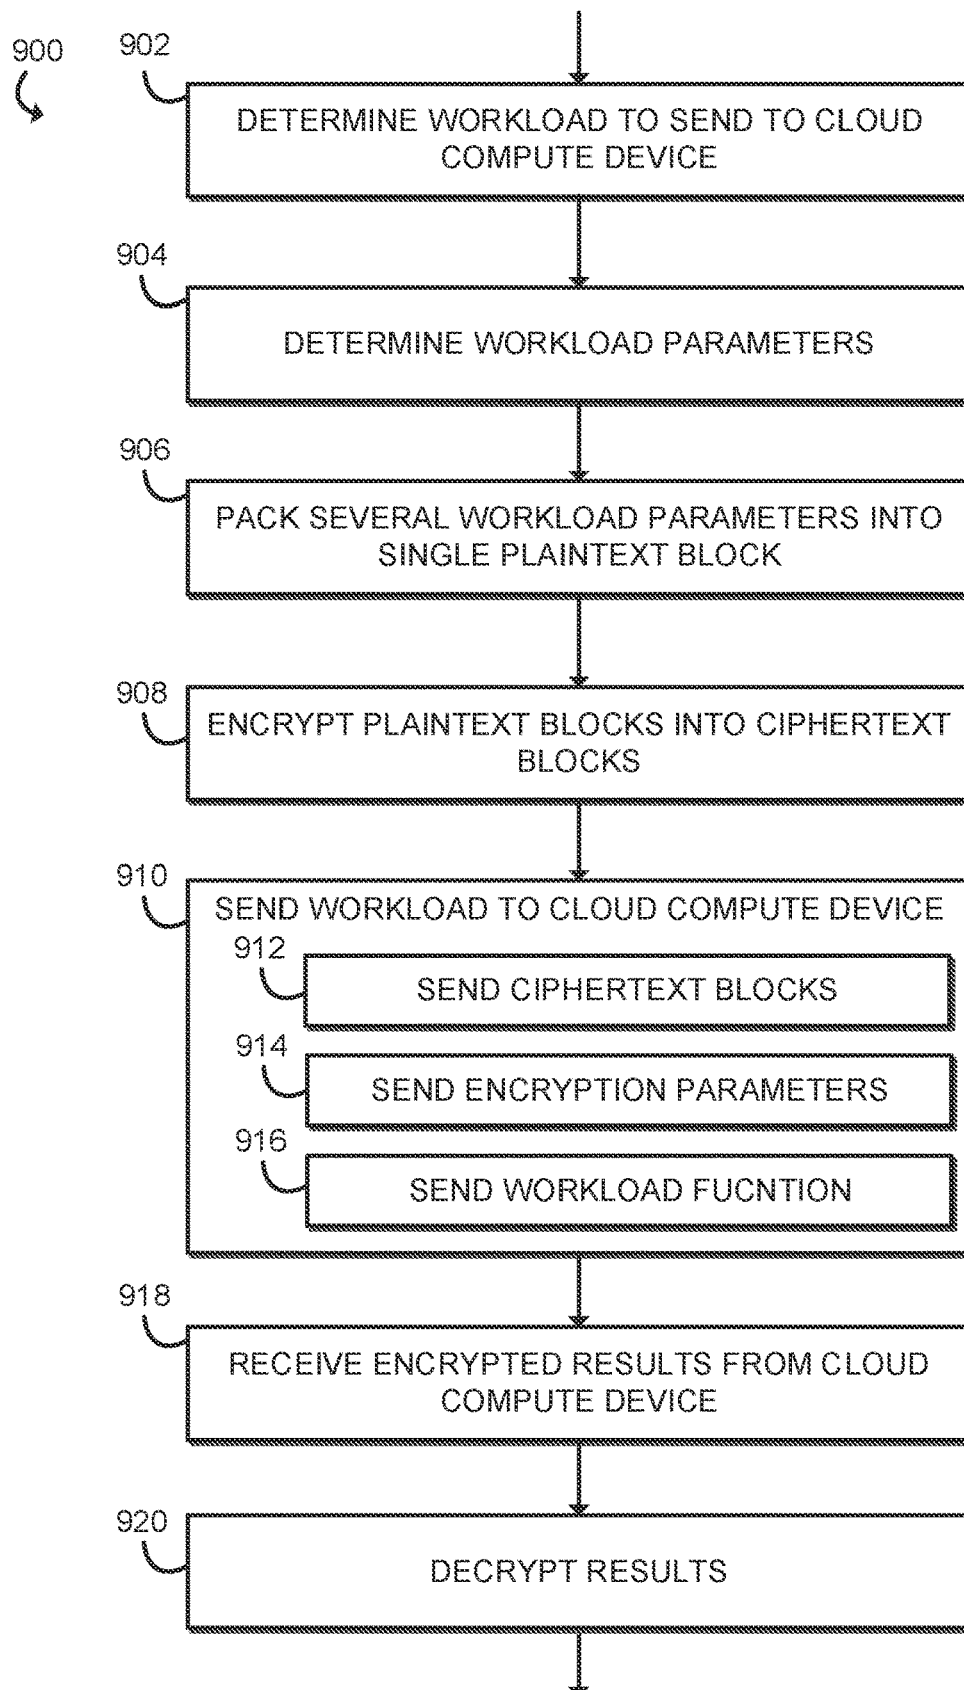 900
902
DETERMINE WORKLOAD TO SEND TO CLOUD
COMPUTE DEVICE
904
DETERMINE WORKLOAD PARAMETERS
906
PACK SEVERAL WORKLOAD PARAMETERS INTO
SINGLE PLAINTEXT BLOCK
908
ENCRYPT PLAINTEXT BLOCKS INTO CIPHERTEXT
BLOCKS
910
SEND WORKLOAD TO CLOUD COMPUTE DEVICE
912
SEND CIPHERTEXT BLOCKS
914
SEND ENCRYPTION PARAMETERS
916
SEND WORKLOAD FUCNTION
918
RECEIVE ENCRYPTED RESULTS FROM CLOUD
COMPUTE DEVICE
920
DECRYPT RESULTS